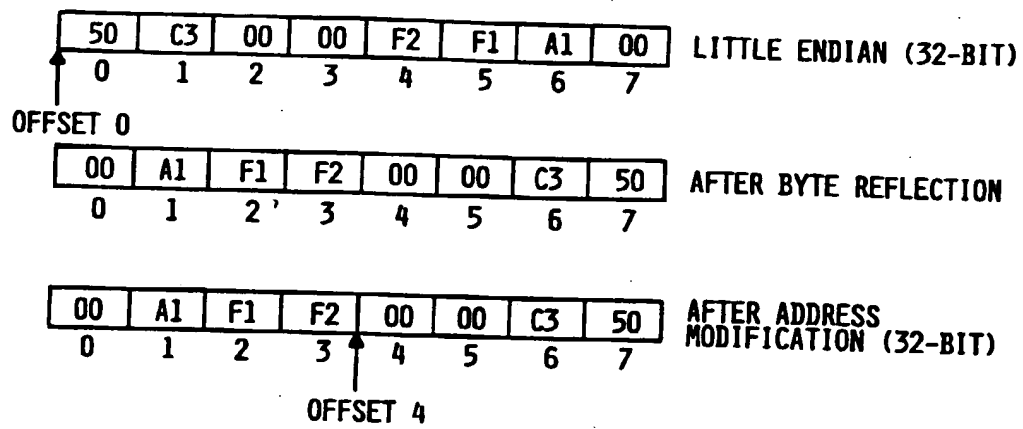 50 C3 00 00 F2 F1 A1 00 LITTLE ENDIAN (32-BIT)
0 1 2 3 4 5 6 7
OFFSET 0
00 A1 F1 F2 00 00 C3 50 AFTER BYTE REFLECTION
0 1 2 3 4 5 6 7
00 A1 F1 F2 00 00 C3 50 AFTER ADDRESS
MODIFICATION (32-BIT)
0 1 2 3 4 5 6 7
OFFSET 4